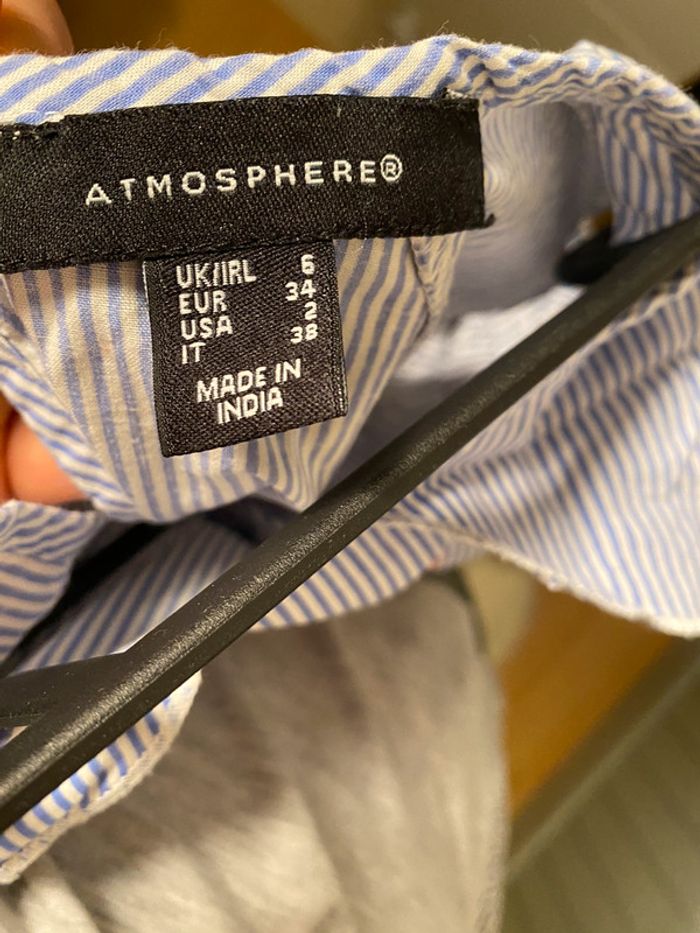 ATMOSPHERE®
UK/IRL 6
EUR 34
USA 2
IT 38
MADE IN
INDIA